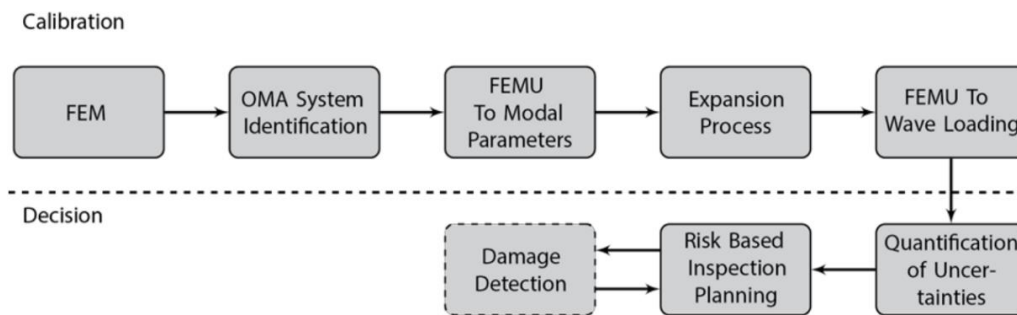 Calibration
FEM
OMA System
Identification
FEMU
To Modal
Parameters
Expansion
Process
FEMU To
Wave Loading
Decision
Damage
Detection
Risk Based
Inspection
Planning
Quantification
of Uncer-
tainties